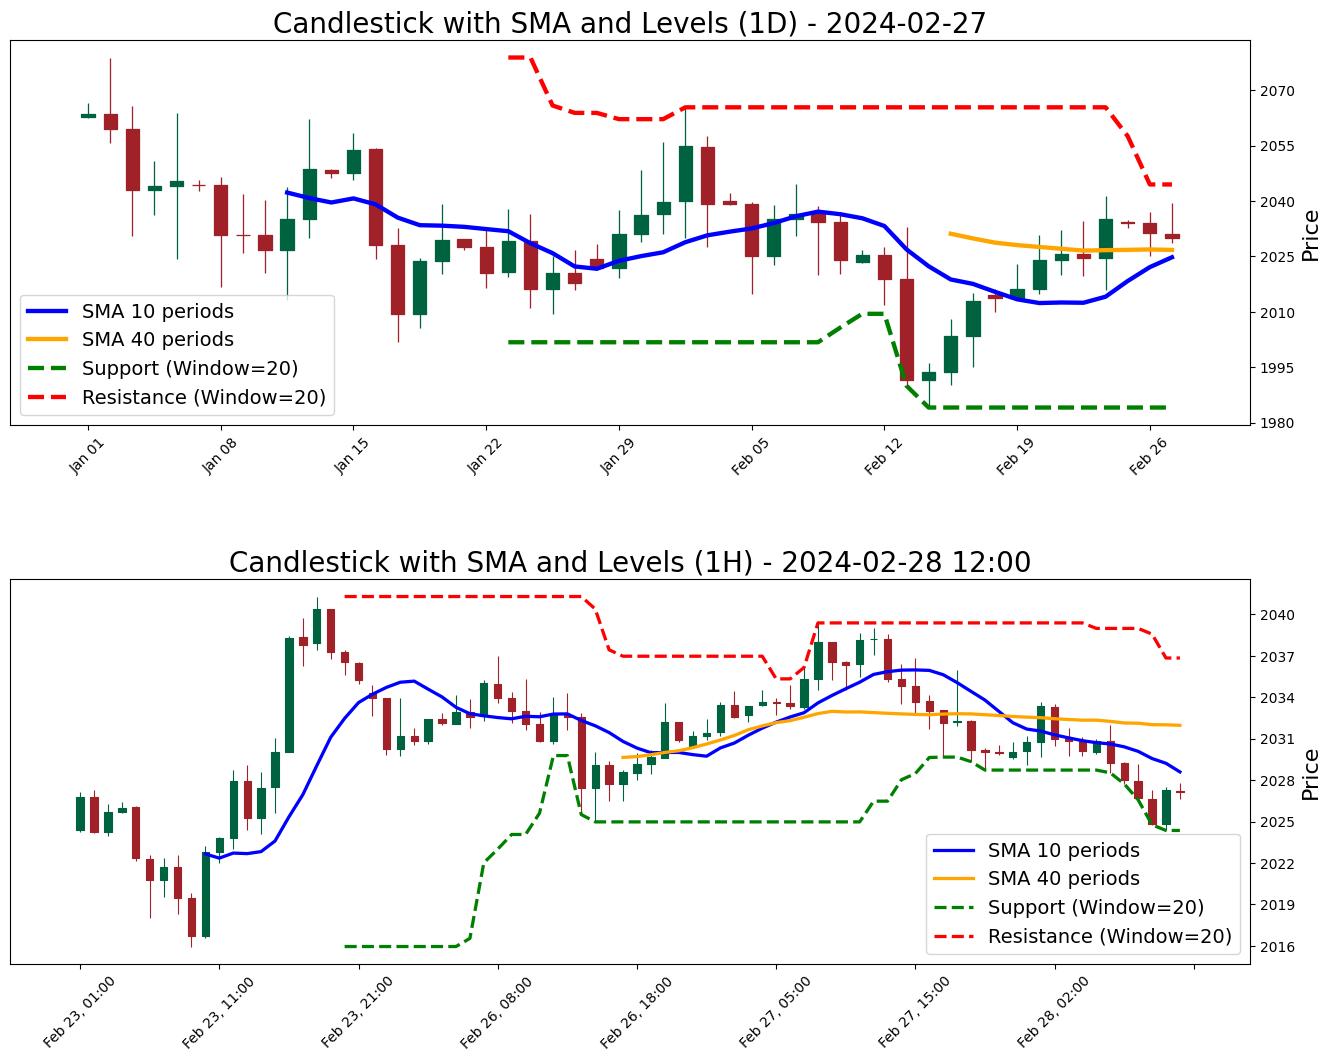 Candlestick with SMA and Levels (1D) - 2024-02-27
2070
2055
2040
2025
2010
1995
1980
Price
SMA 10 periods
SMA 40 periods
Support (Window=20)
Resistance (Window=20)
Jan 01
Jan 08
Jan 15
Jan 22
Jan 29
Feb 05
Feb 12
Feb 19
Feb 26
Candlestick with SMA and Levels (1H) - 2024-02-28 12:00
2040
2037
2034
2031
2028
2025
2022
2019
2016
Price
SMA 10 periods
SMA 40 periods
Support (Window=20)
Resistance (Window=20)
Feb 23, 01:00
Feb 23, 11:00
Feb 23, 21:00
Feb 26, 08:00
Feb 26, 18:00
Feb 27, 05:00
Feb 27, 15:00
Feb 28, 02:00